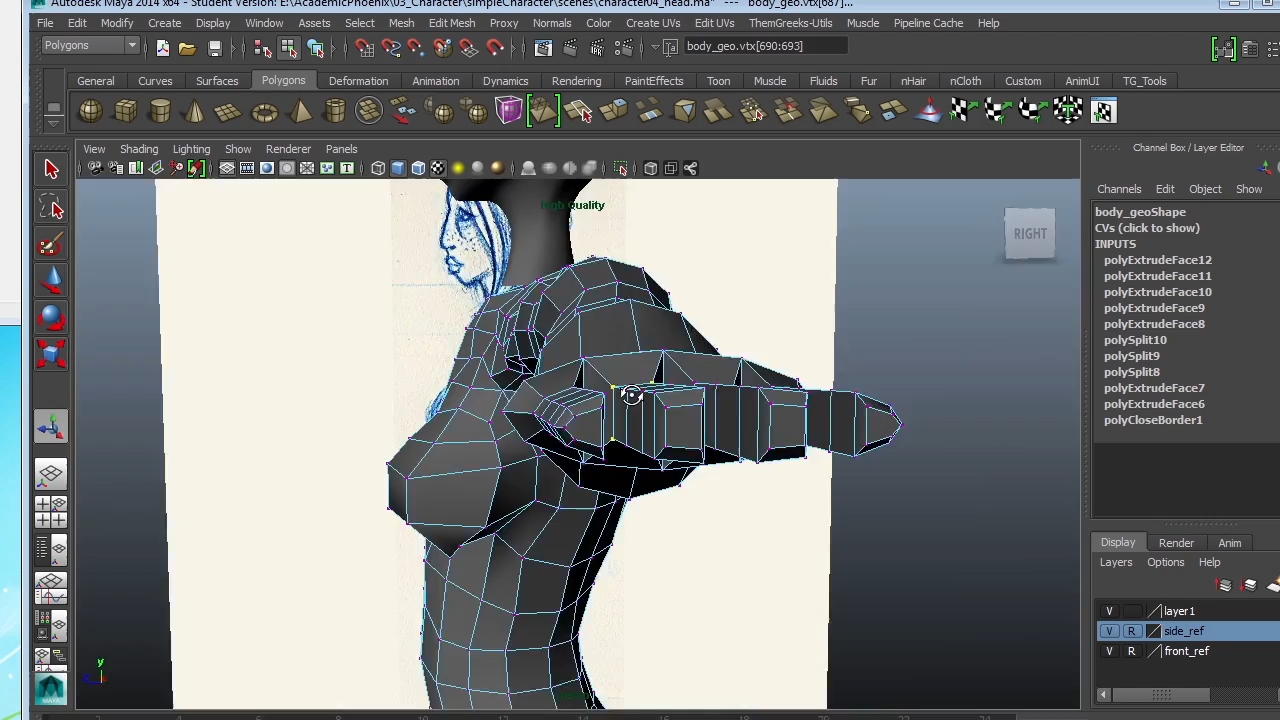 Autodesk Maya 2014 x64 - Student Version: E:\AcademicPhoenix\03_Character\simpleCharacter\scenes\character04_head.ma*   ---   body_geo.vtx[687]...
File Edit Modify Create Display Window Assets Select Mesh Edit Mesh Proxy Normals Color Create UVs Edit UVs ThemGreeks-Utils Muscle Pipeline Cache Help
Polygons body_geo.vtx[690:693]
General Curves Surfaces Polygons Deformation Animation Dynamics Rendering PaintEffects Toon Muscle Fluids Fur nHair nCloth Custom AnimUI TG_Tools
Channel Box / Layer Editor
View Shading Lighting Show Renderer Panels
Channels Edit Object Show
High Quality
RIGHT
body_geoShape
CVs (click to show)
INPUTS
polyExtrudeFace12
polyExtrudeFace11
polyExtrudeFace10
polyExtrudeFace9
polyExtrudeFace8
polySplit10
polySplit9
polySplit8
polyExtrudeFace7
polyExtrudeFace6
polyCloseBorder1
Display Render Anim
Layers Options Help
V layer1
V R side_ref
V R front_ref
y
MAYA